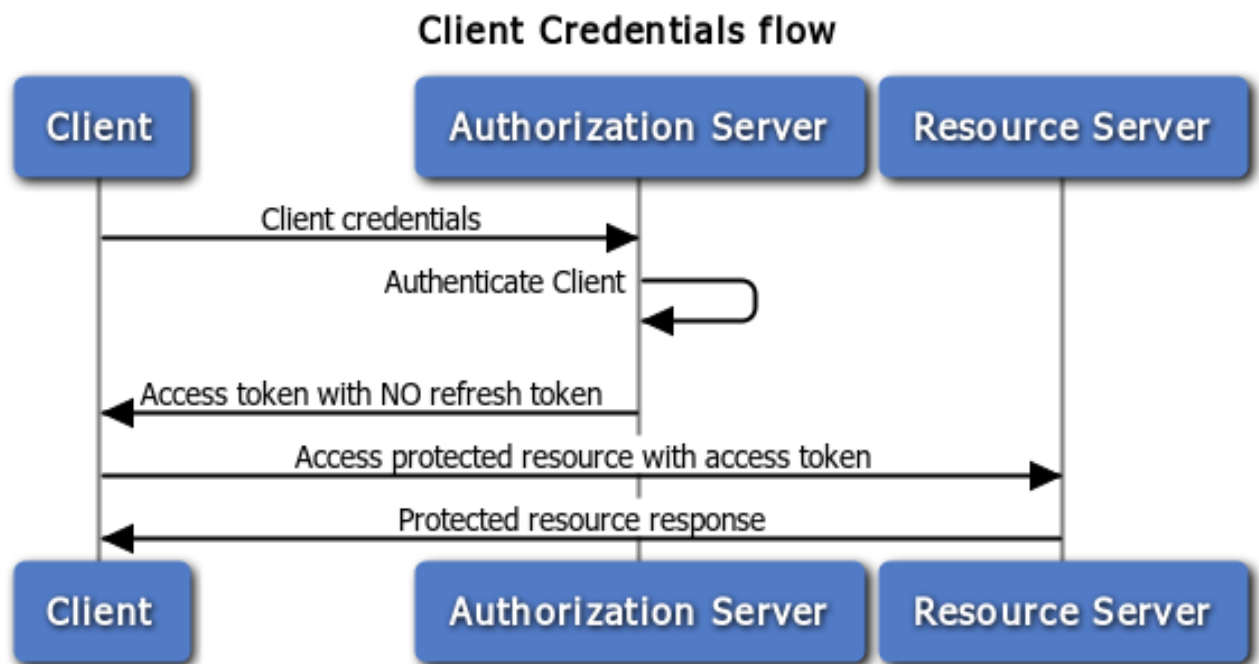 Client Credentials flow
Client
Authorization Server
Resource Server
Client credentials
Authenticate Client
Access token with NO refresh token
Access protected resource with access token
Protected resource response
Client
Authorization Server
Resource Server